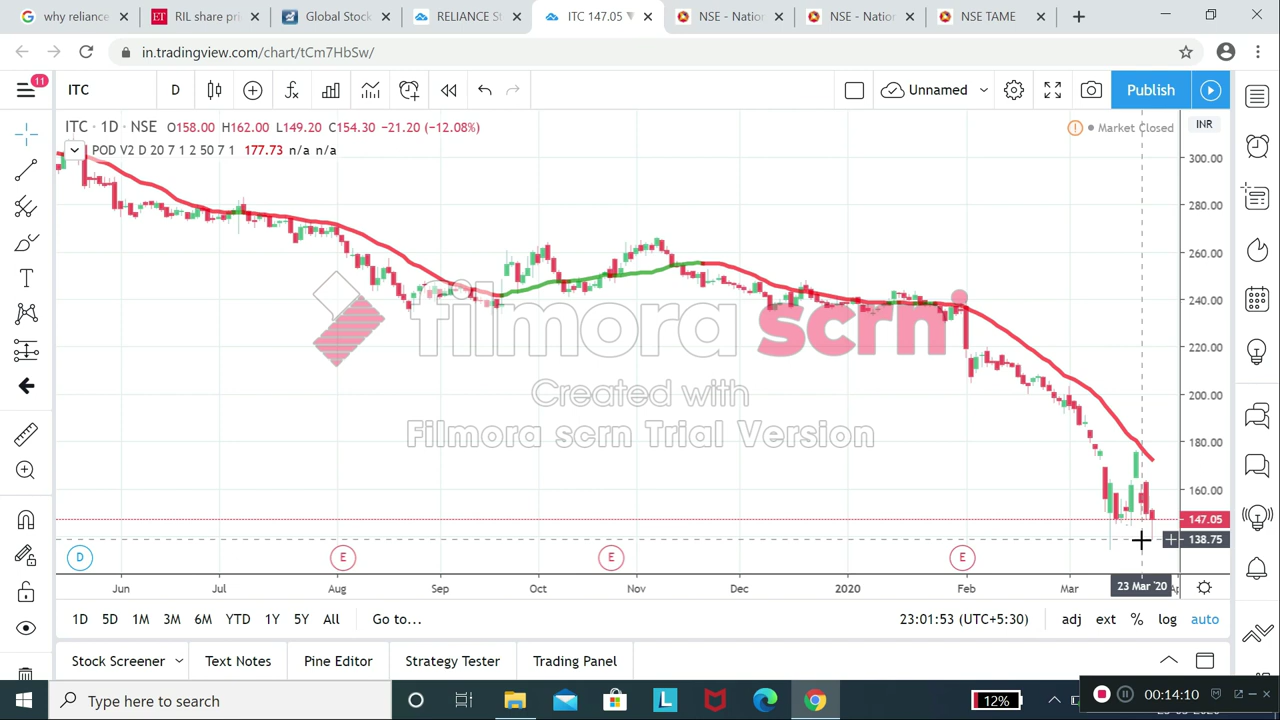 why reliance
RIL share pri
Global Stock
RELIANCE St
ITC 147.05
NSE - Nation
NSE - Nation
NSE TAME
in.tradingview.com/chart/tCm7HbSw/
11
ITC
D
Unnamed
Publish
ITC · 1D · NSE O158.00 H162.00 L149.20 C154.30 −21.20 (−12.08%)
Market Closed
INR
POD V2 D 20 7 1 2 50 7 1 177.73 n/a n/a
300.00
280.00
260.00
240.00
220.00
200.00
180.00
160.00
147.05
138.75
filmora scrn
Created with
Filmora scrn Trial Version
D
E
E
E
Jun
Jul
Aug
Sep
Oct
Nov
Dec
2020
Feb
Mar
23 Mar '20
1D 5D 1M 3M 6M YTD 1Y 5Y All Go to...
23:01:53 (UTC+5:30)
adj ext % log auto
Stock Screener
Text Notes
Pine Editor
Strategy Tester
Trading Panel
Type here to search
L
12%
00:14:10